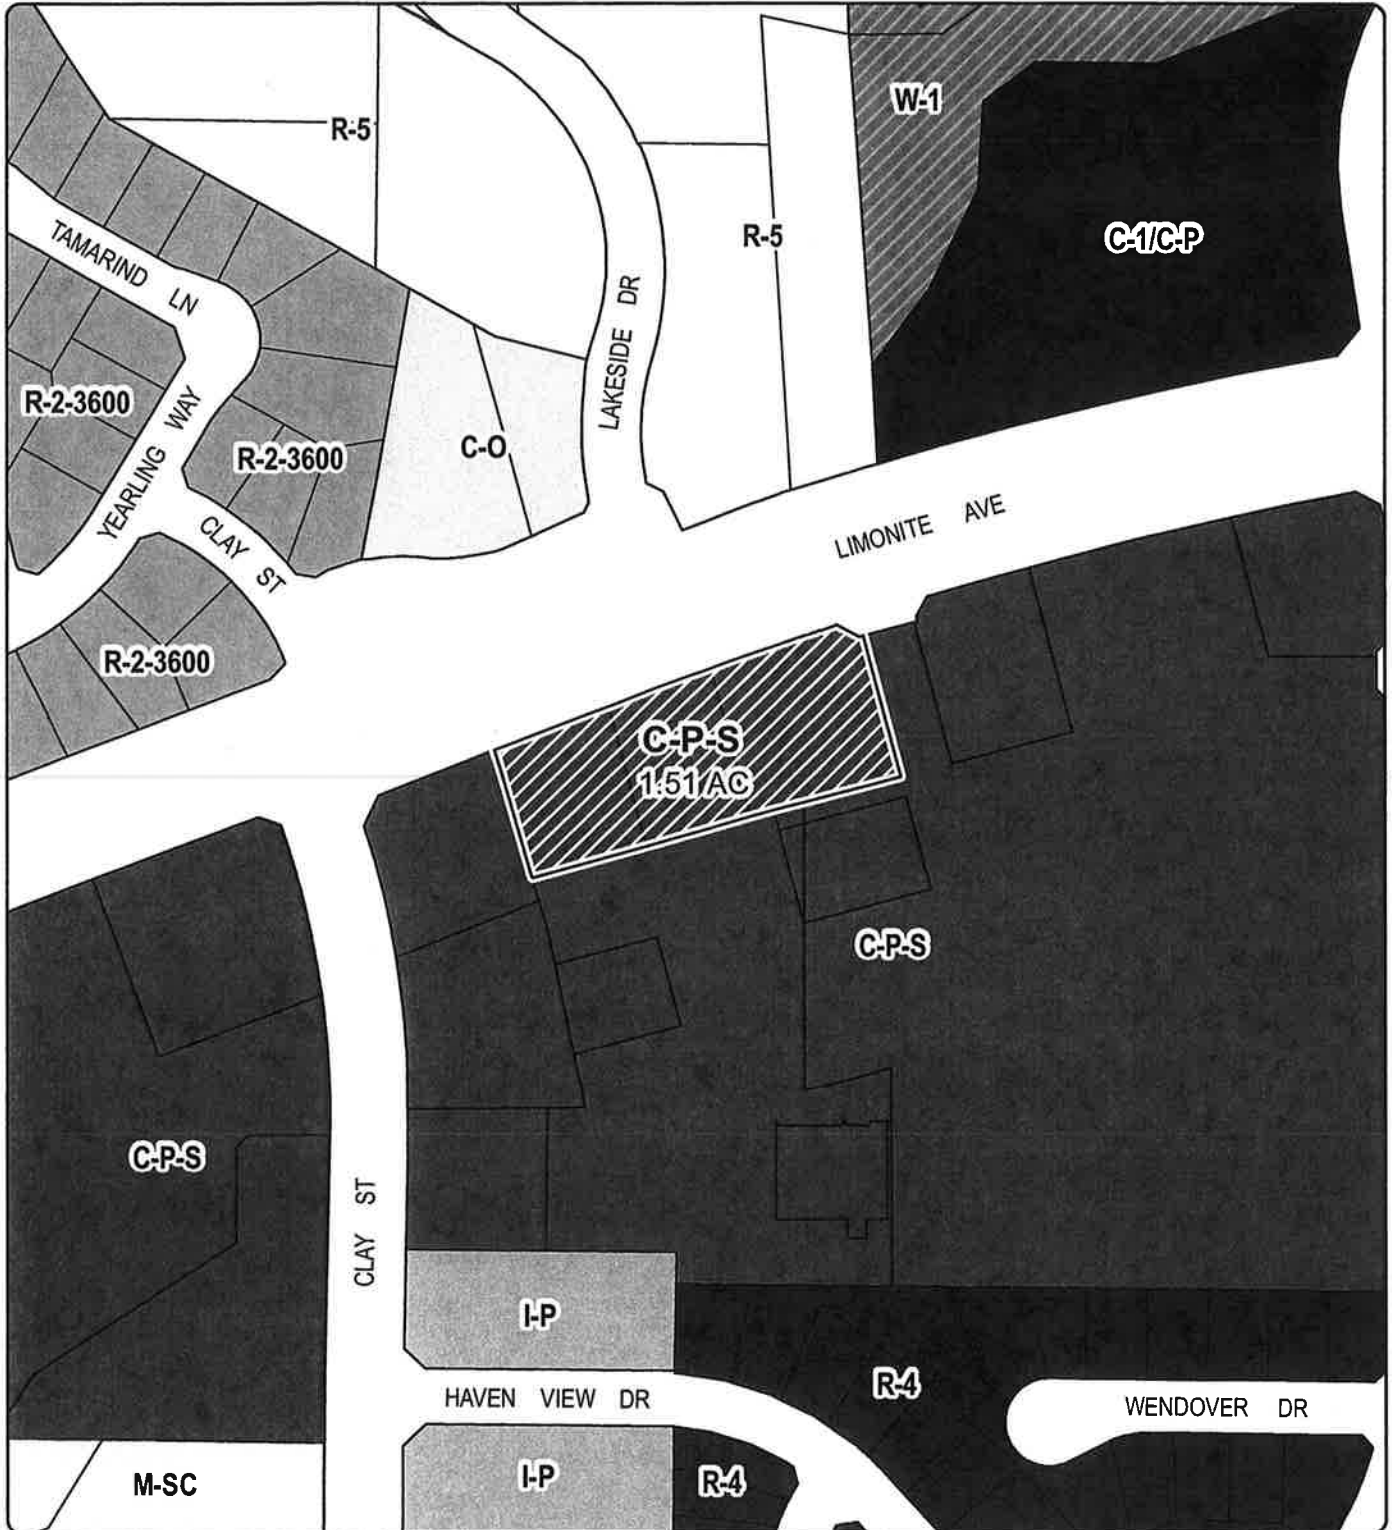 W-1
R-5
R-5
C-1/C-P
TAMARIND LN
LAKESIDE DR
R-2-3600
YEARLING WAY
R-2-3600
C-O
CLAY ST
LIMONITE AVE
R-2-3600
C-P-S
1.51 AC
C-P-S
C-P-S
CLAY ST
I-P
R-4
HAVEN VIEW DR
WENDOVER DR
M-SC
I-P
R-4